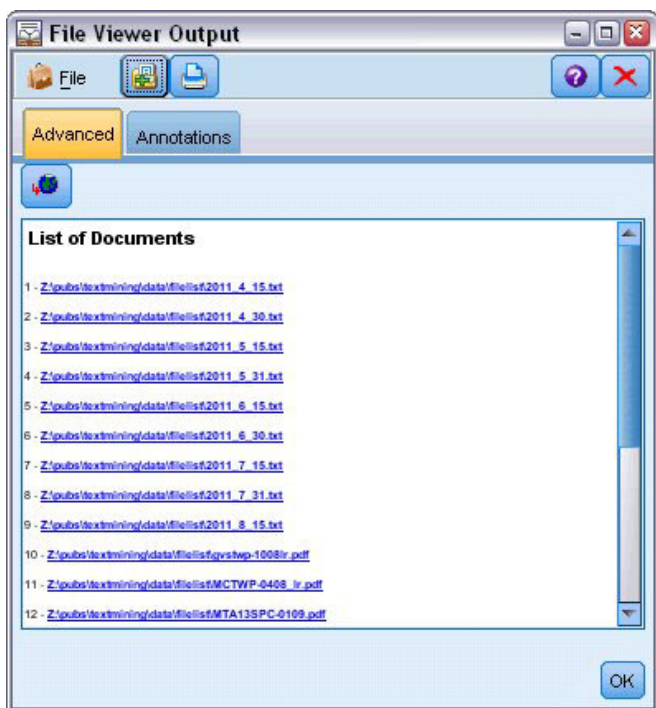 File Viewer Output
File
Advanced
Annotations
List of Documents
1 - Z:\pubs\textmining\data\filelist\2011_4_15.txt
2 - Z:\pubs\textmining\data\filelist\2011_4_30.txt
3 - Z:\pubs\textmining\data\filelist\2011_5_15.txt
4 - Z:\pubs\textmining\data\filelist\2011_5_31.txt
5 - Z:\pubs\textmining\data\filelist\2011_6_15.txt
6 - Z:\pubs\textmining\data\filelist\2011_6_30.txt
7 - Z:\pubs\textmining\data\filelist\2011_7_15.txt
8 - Z:\pubs\textmining\data\filelist\2011_7_31.txt
9 - Z:\pubs\textmining\data\filelist\2011_8_15.txt
10 - Z:\pubs\textmining\data\filelist\gvstwp-1008lr.pdf
11 - Z:\pubs\textmining\data\filelist\MCTWP-0408_lr.pdf
12 - Z:\pubs\textmining\data\filelist\MTA13SPC-0109.pdf
OK